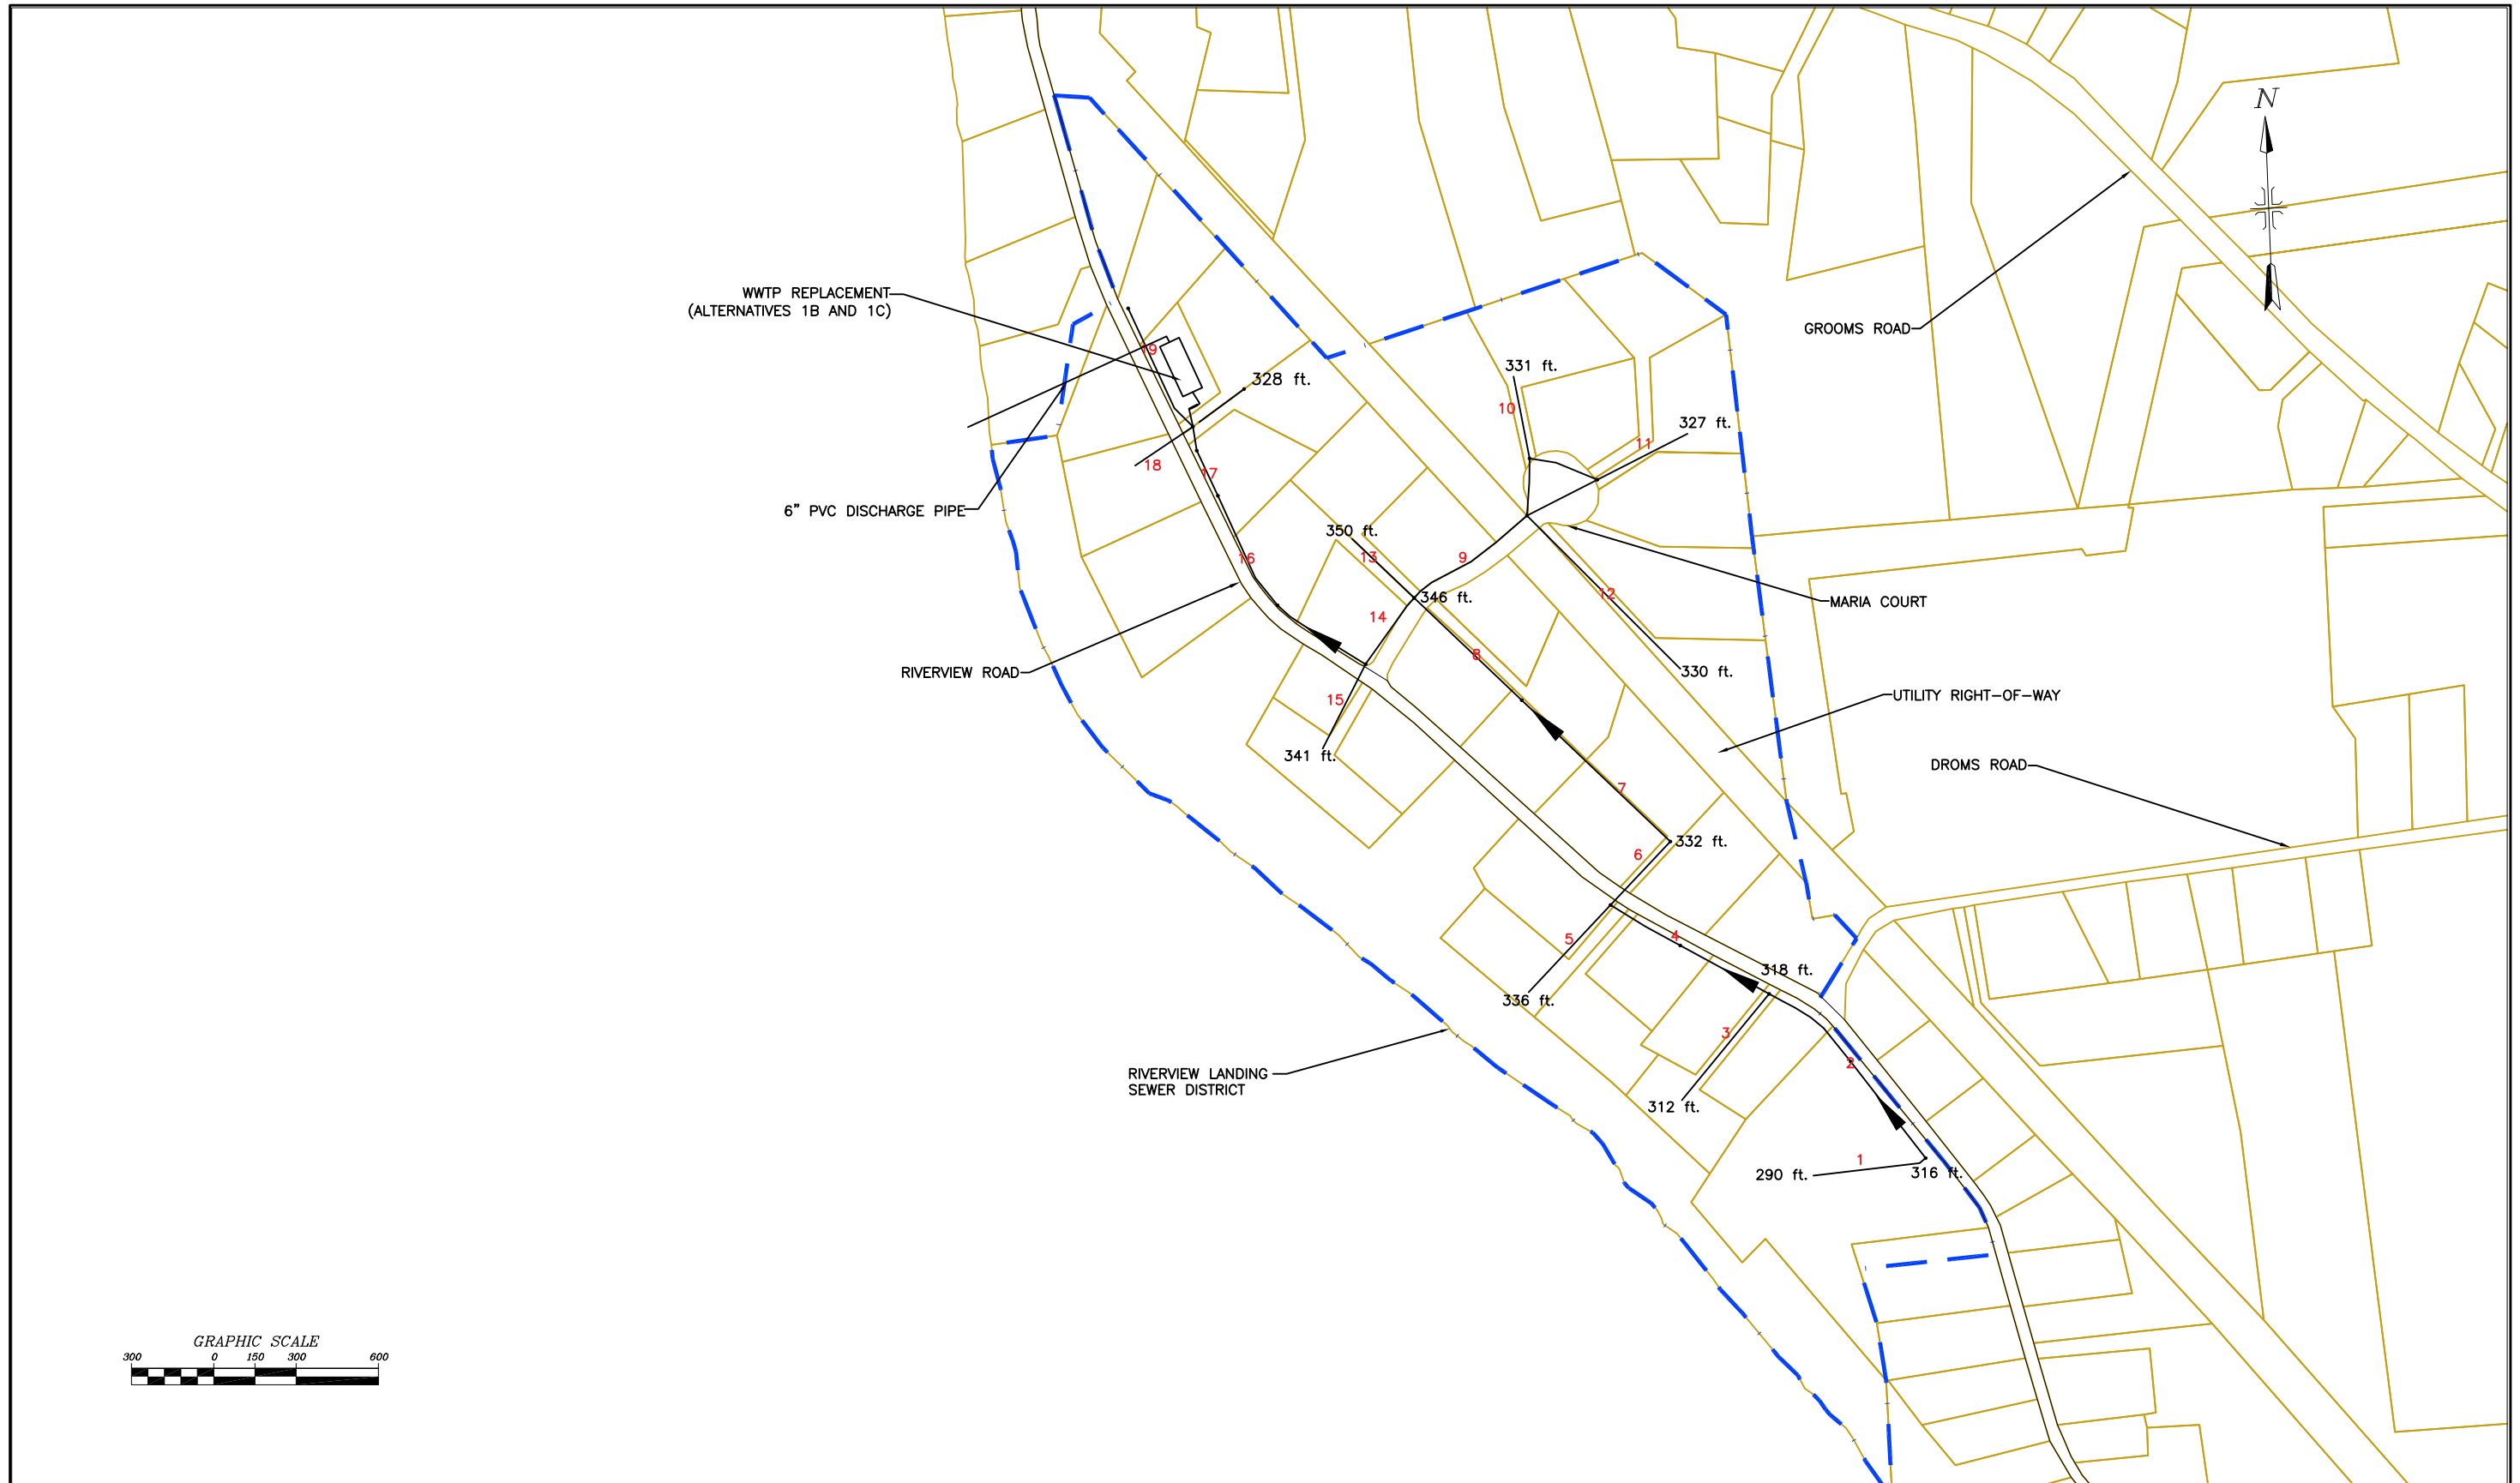 N
WWTP REPLACEMENT
(ALTERNATIVES 1B AND 1C)
GROOMS ROAD
19
331 ft.
328 ft.
10
327 ft.
11
18
17
6" PVC DISCHARGE PIPE
350 ft.
16
13
9
12
346 ft.
MARIA COURT
14
8
RIVERVIEW ROAD
330 ft.
15
UTILITY RIGHT-OF-WAY
341 ft.
DROMS ROAD
7
332 ft.
6
5
4
318 ft.
336 ft.
3
2
RIVERVIEW LANDING
SEWER DISTRICT
312 ft.
1
290 ft.
316 ft.
GRAPHIC SCALE
300 0 150 300 600